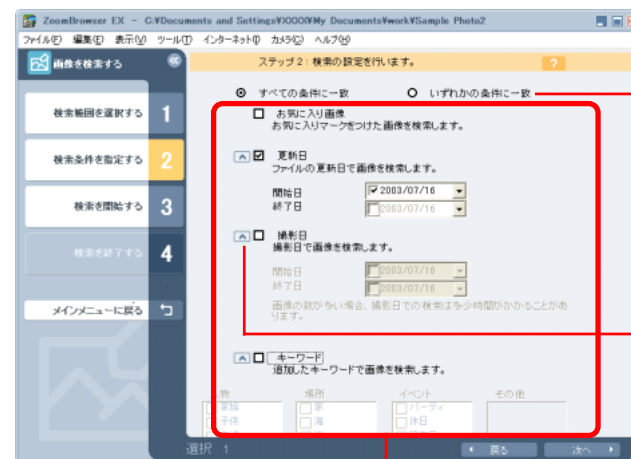 ZoomBrowser EX - C:¥Documents and Settings¥XXXX¥My Documents¥work¥Sample Photo2
ファイル(F) 編集(E) 表示(V) ツール(T) インターネット(I) カメラ(C) ヘルプ(H)
画像を検索する
ステップ2：検索の設定を行います。 ?
すべての条件に一致 いずれかの条件に一致
検索範囲を選択する 1
お気に入り画像
お気に入りマークをつけた画像を検索します。
検索条件を指定する 2
更新日
ファイルの更新日で画像を検索します。
開始日 2003/07/16
終了日 2003/07/16
検索を開始する 3
撮影日
撮影日で画像を検索します。
検索を終了する 4
開始日 2003/07/16
終了日 2003/07/16
画像の数が多い場合、撮影日での検索は多少時間がかかることがあ
ります。
メインメニューに戻る
キーワード
追加したキーワードで画像を検索します。
場所 イベント その他
家族 家 パーティ
子供 海 休日
選択 1
戻る 次へ